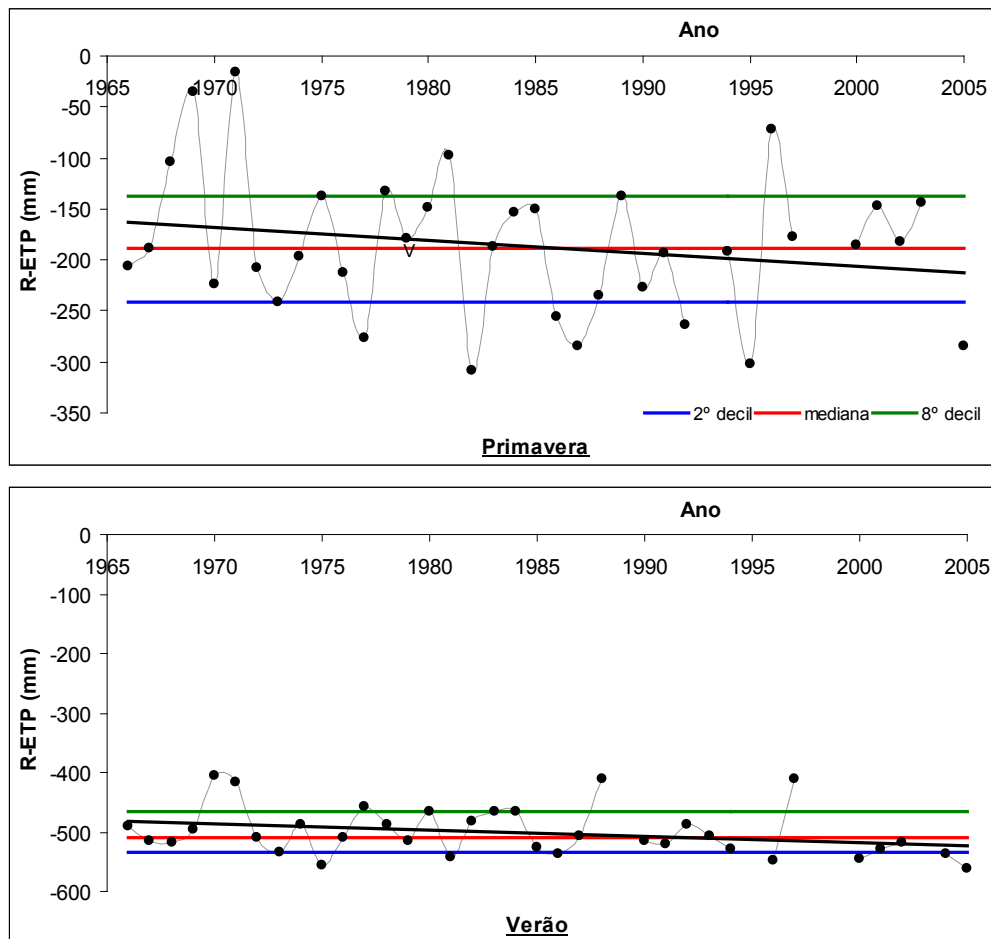 Ano
0
1965 1970 1975 1980 1985 1990 1995 2000 2005
-50
-100
-150
-200
-250
-300
-350
R-ETP (mm)
V
2º decil mediana 8º decil
Primavera
Ano
0
1965 1970 1975 1980 1985 1990 1995 2000 2005
-100
-200
-300
-400
-500
-600
R-ETP (mm)
Verão